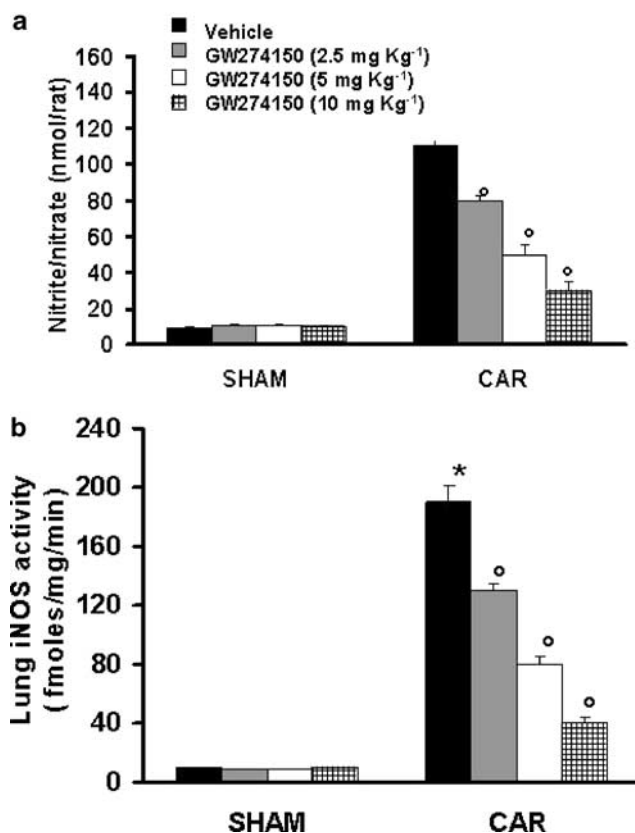 a
Vehicle
GW274150 (2.5 mg Kg⁻¹)
GW274150 (5 mg Kg⁻¹)
GW274150 (10 mg Kg⁻¹)
Nitrite/nitrate (nmol/rat)
160
140
120
100
80
60
40
20
0
SHAM CAR
b
Lung iNOS activity
( fmoles/mg/min)
240
200
160
120
80
40
0
*
SHAM CAR